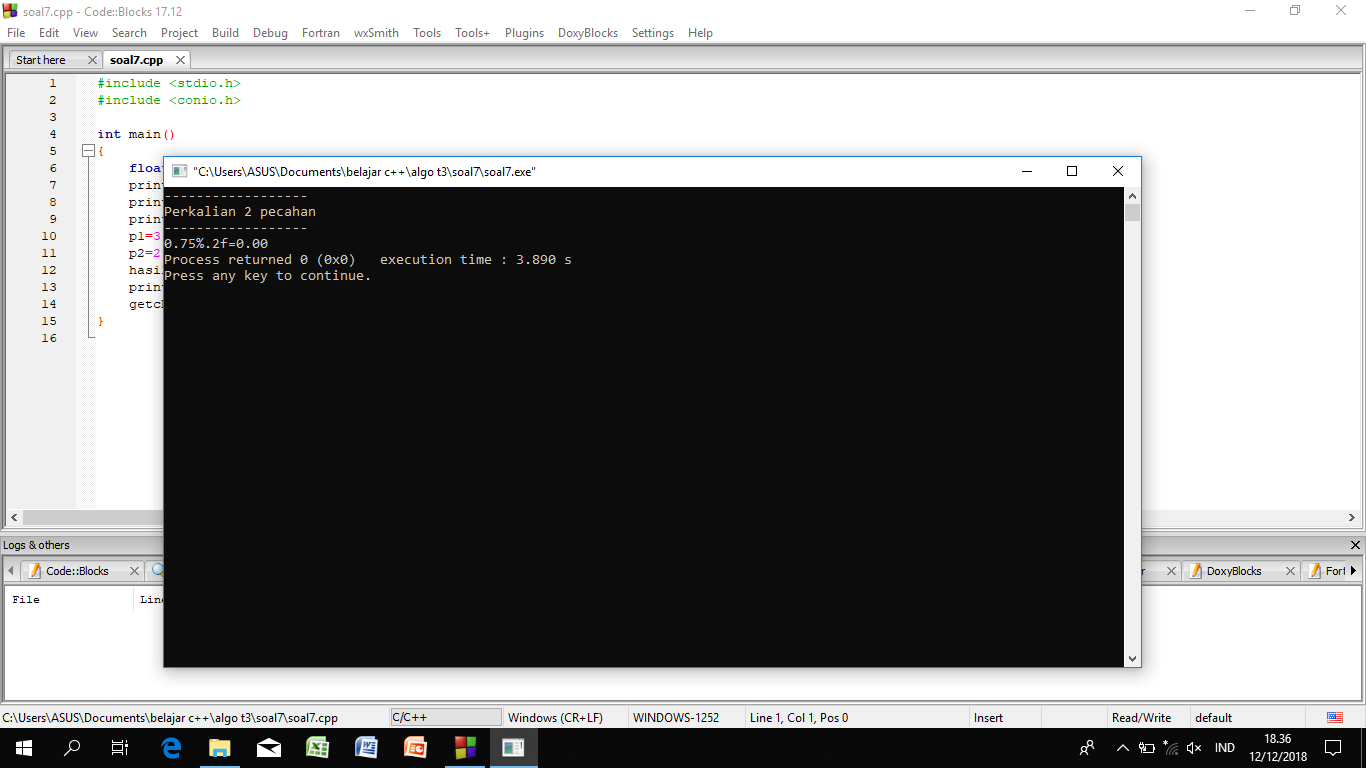 soal7.cpp - Code::Blocks 17.12
File Edit View Search Project Build Debug Fortran wxSmith Tools Tools+ Plugins DoxyBlocks Settings Help
Start here soal7.cpp
1 #include <stdio.h>
2 #include <conio.h>
3
4 int main()
5 {
6 floa
7 prin
8 prin
9 prin
10 p1=3
11 p2=2
12 hasi
13 prin
14 getc
15 }
16
"C:\Users\ASUS\Documents\belajar c++\algo t3\soal7\soal7.exe"
------------------
Perkalian 2 pecahan
------------------
0.75%.2f=0.00
Process returned 0 (0x0) execution time : 3.890 s
Press any key to continue.
Logs & others
Code::Blocks r DoxyBlocks Fort
File Line
C:\Users\ASUS\Documents\belajar c++\algo t3\soal7\soal7.cpp C/C++ Windows (CR+LF) WINDOWS-1252 Line 1, Col 1, Pos 0 Insert Read/Write default
IND
18.36
12/12/2018